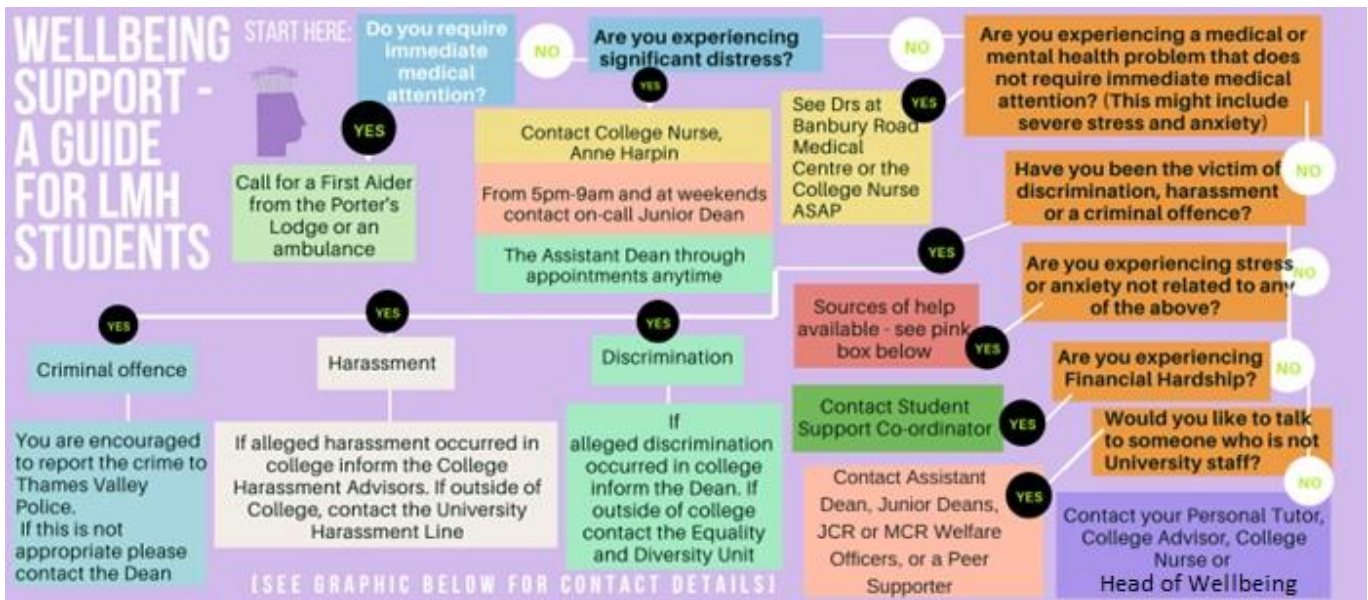 WELLBEING
SUPPORT -
A GUIDE
FOR LMH
STUDENTS
START HERE:
Do you require
immediate
medical
attention?
NO
Are you experiencing
significant distress?
NO
Are you experiencing a medical or
mental health problem that does
not require immediate medical
attention? (This might include
severe stress and anxiety)
YES
Call for a First Aider
from the Porter's
Lodge or an
ambulance
YES
Contact College Nurse,
Anne Harpin
From 5pm-9am and at weekends
contact on-call Junior Dean
The Assistant Dean through
appointments anytime
YES
See Drs at
Banbury Road
Medical
Centre or the
College Nurse
ASAP
NO
Have you been the victim of
discrimination, harassment
or a criminal offence?
YES
NO
Are you experiencing stress
or anxiety not related to any
of the above?
YES
Sources of help
available - see pink
box below
NO
Are you experiencing
Financial Hardship?
YES
Contact Student
Support Co-ordinator
Would you like to talk
to someone who is not
University staff?
YES
Contact Assistant
Dean, Junior Deans,
JCR or MCR Welfare
Officers, or a Peer
Supporter
NO
Contact your Personal Tutor,
College Advisor, College
Nurse or
Head of Wellbeing
YES
Criminal offence
You are encouraged
to report the crime to
Thames Valley
Police.
If this is not
appropriate please
contact the Dean
YES
Harassment
If alleged harassment occurred in
college inform the College
Harassment Advisors. If outside of
College, contact the University
Harassment Line
YES
Discrimination
If
alleged discrimination
occurred in college
inform the Dean. If
outside of college
contact the Equality
and Diversity Unit
(SEE GRAPHIC BELOW FOR CONTACT DETAILS)